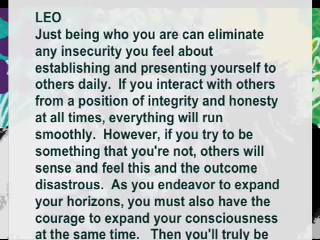 LEO
Just being who you are can eliminate
any insecurity you feel about
establishing and presenting yourself to
others daily.  If you interact with others
from a position of integrity and honesty
at all times, everything will run
smoothly.  However, if you try to be
something that you're not, others will
sense and feel this and the outcome
disastrous.  As you endeavor to expand
your horizons, you must also have the
courage to expand your consciousness
at the same time.   Then you'll truly be